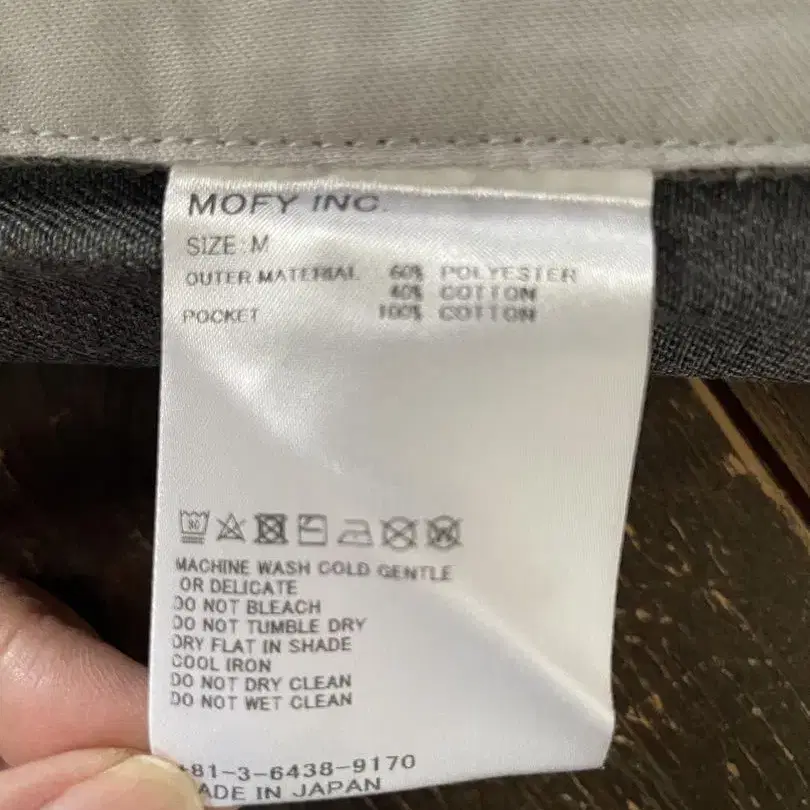 MOFY INC.
SIZE:M
OUTER MATERIAL 60% POLYESTER
40% COTTON
POCKET 100% COTTON
MACHINE WASH COLD GENTLE
OR DELICATE
DO NOT BLEACH
DO NOT TUMBLE DRY
DRY FLAT IN SHADE
COOL IRON
DO NOT DRY CLEAN
DO NOT WET CLEAN
+81-3-6438-9170
MADE IN JAPAN